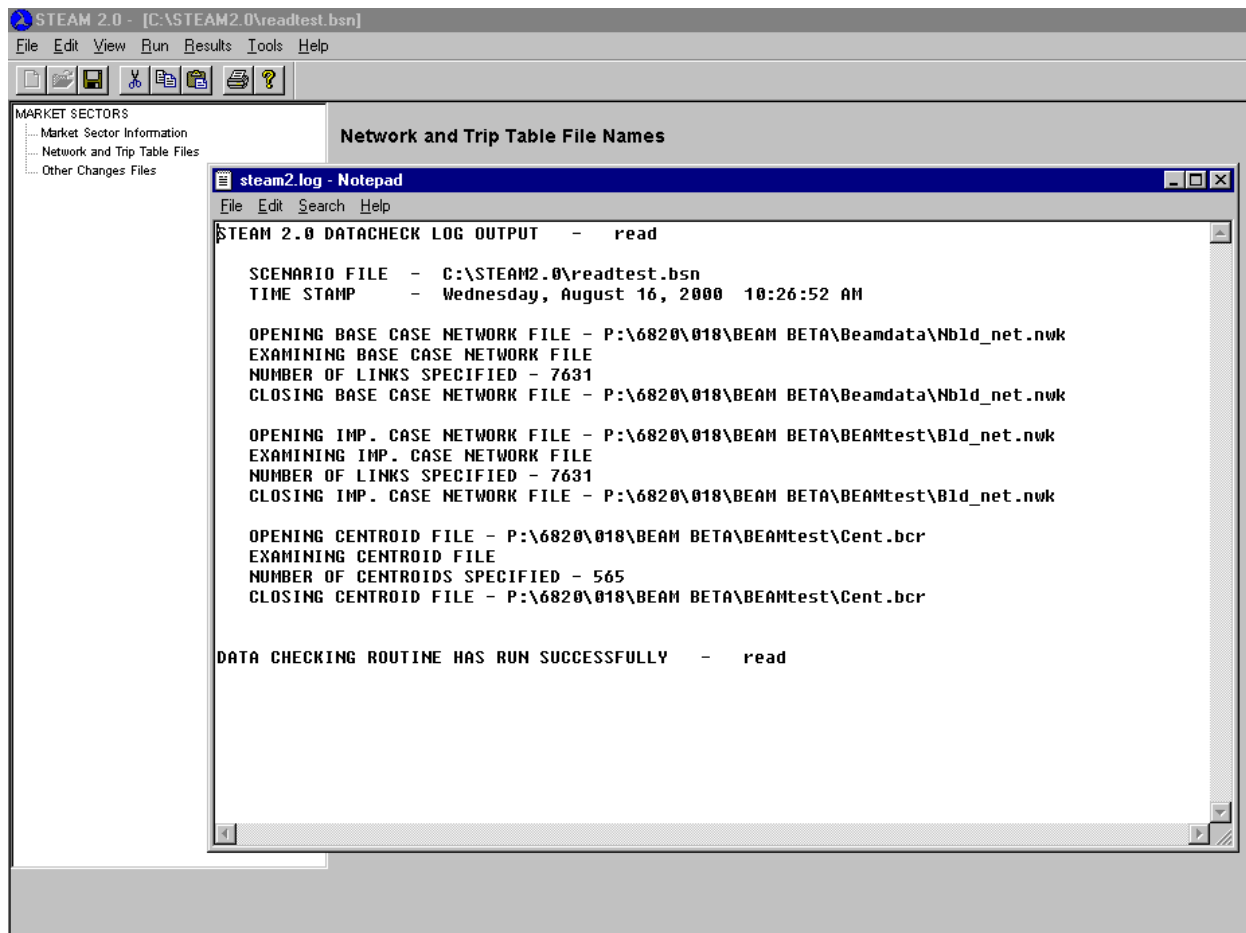 STEAM 2.0 - [C:\STEAM2.0\readtest.bsn]
File Edit View Run Results Tools Help
MARKET SECTORS
Market Sector Information
Network and Trip Table Files
Other Changes Files
Network and Trip Table File Names
steam2.log - Notepad
File Edit Search Help
STEAM 2.0 DATACHECK LOG OUTPUT - read
SCENARIO FILE - C:\STEAM2.0\readtest.bsn
TIME STAMP - Wednesday, August 16, 2000 10:26:52 AM
OPENING BASE CASE NETWORK FILE - P:\6820\018\BEAM BETA\Beamdata\Nbld_net.nwk
EXAMINING BASE CASE NETWORK FILE
NUMBER OF LINKS SPECIFIED - 7631
CLOSING BASE CASE NETWORK FILE - P:\6820\018\BEAM BETA\Beamdata\Nbld_net.nwk
OPENING IMP. CASE NETWORK FILE - P:\6820\018\BEAM BETA\BEAMtest\Bld_net.nwk
EXAMINING IMP. CASE NETWORK FILE
NUMBER OF LINKS SPECIFIED - 7631
CLOSING IMP. CASE NETWORK FILE - P:\6820\018\BEAM BETA\BEAMtest\Bld_net.nwk
OPENING CENTROID FILE - P:\6820\018\BEAM BETA\BEAMtest\Cent.bcr
EXAMINING CENTROID FILE
NUMBER OF CENTROIDS SPECIFIED - 565
CLOSING CENTROID FILE - P:\6820\018\BEAM BETA\BEAMtest\Cent.bcr
DATA CHECKING ROUTINE HAS RUN SUCCESSFULLY - read